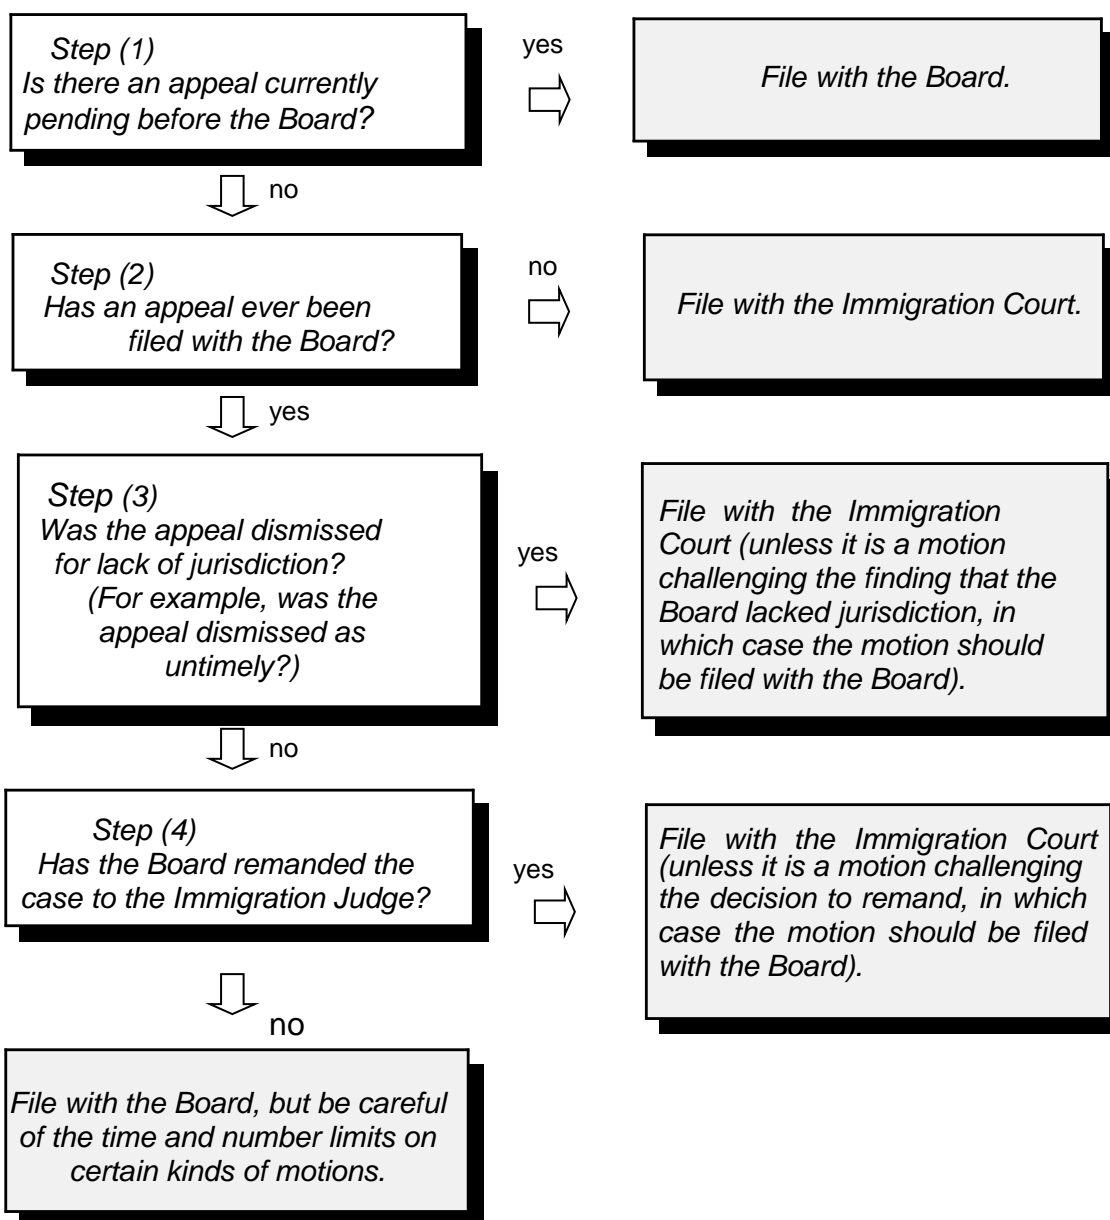 Step (1)
Is there an appeal currently
pending before the Board?
yes
File with the Board.
no
Step (2)
Has an appeal ever been
filed with the Board?
no
File with the Immigration Court.
yes
Step (3)
Was the appeal dismissed
for lack of jurisdiction?
(For example, was the
appeal dismissed as
untimely?)
yes
File with the Immigration
Court (unless it is a motion
challenging the finding that the
Board lacked jurisdiction, in
which case the motion should
be filed with the Board).
no
Step (4)
Has the Board remanded the
case to the Immigration Judge?
yes
File with the Immigration Court
(unless it is a motion challenging
the decision to remand, in which
case the motion should be filed
with the Board).
no
File with the Board, but be careful
of the time and number limits on
certain kinds of motions.